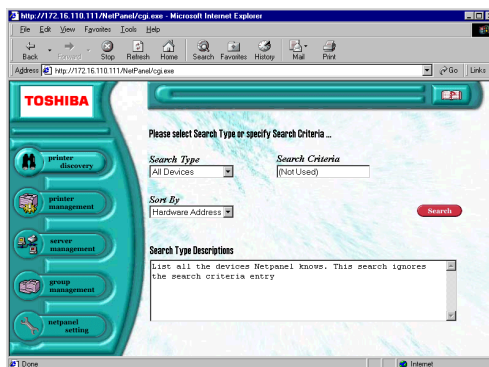 http://172.16.110.111/NetPanel/cgi.exe - Microsoft Internet Explorer
File Edit View Favorites Tools Help
Back Forward Stop Refresh Home Search Favorites History Mail Print
Address http://172.16.110.111/NetPanel/cgi.exe Go Links
TOSHIBA
Please select Search Type or specify Search Criteria ...
printer discovery
Search Type Search Criteria
All Devices (Not Used)
printer management
Sort By
Hardware Address
Search
server management
Search Type Descriptions
List all the devices Netpanel knows. This search ignores
the search criteria entry
group management
netpanel setting
Done Internet